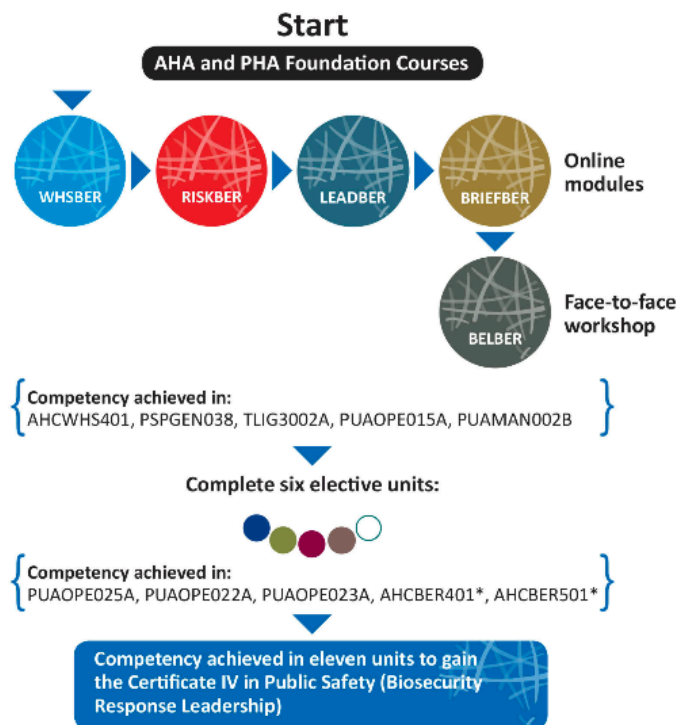 Start
AHA and PHA Foundation Courses
WHSBER
RISKBER
LEADBER
BRIEFBER
Online
modules
BELBER
Face-to-face
workshop
Competency achieved in:
AHCWHS401, PSPGEN038, TLIG3002A, PUAOPE015A, PUAMAN002B
Complete six elective units:
Competency achieved in:
PUAOPE025A, PUAOPE022A, PUAOPE023A, AHCBER401*, AHCBER501*
Competency achieved in eleven units to gain
the Certificate IV in Public Safety (Biosecurity
Response Leadership)